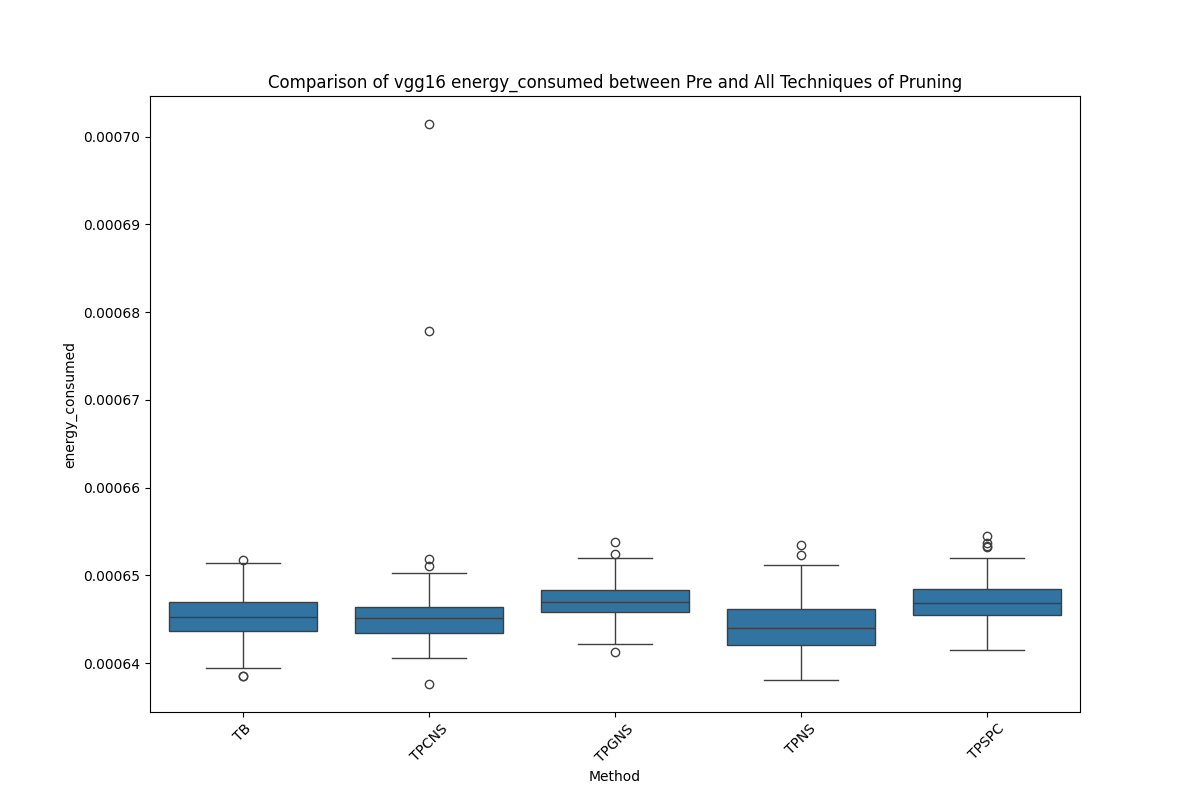 Comparison of vgg16 energy_consumed between Pre and All Techniques of Pruning
0.00070
0.00069
0.00068
0.00067
0.00066
0.00065
0.00064
energy_consumed
TB
TPCNS
TPGNS
TPNS
TPSPC
Method